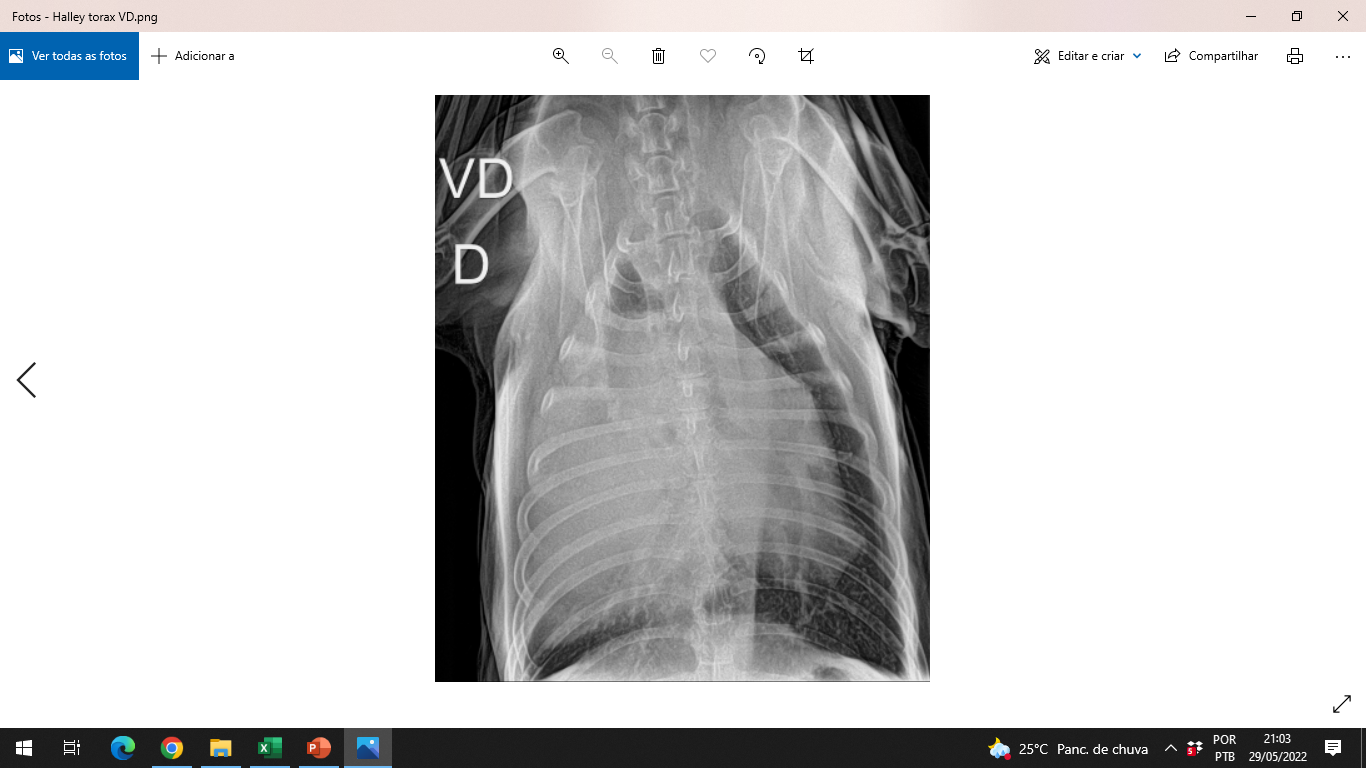 Fotos - Halley torax VD.png
Ver todas as fotos
Adicionar a
Editar e criar
Compartilhar
VD
D
25°C Panc. de chuva
POR
PTB
21:03
29/05/2022